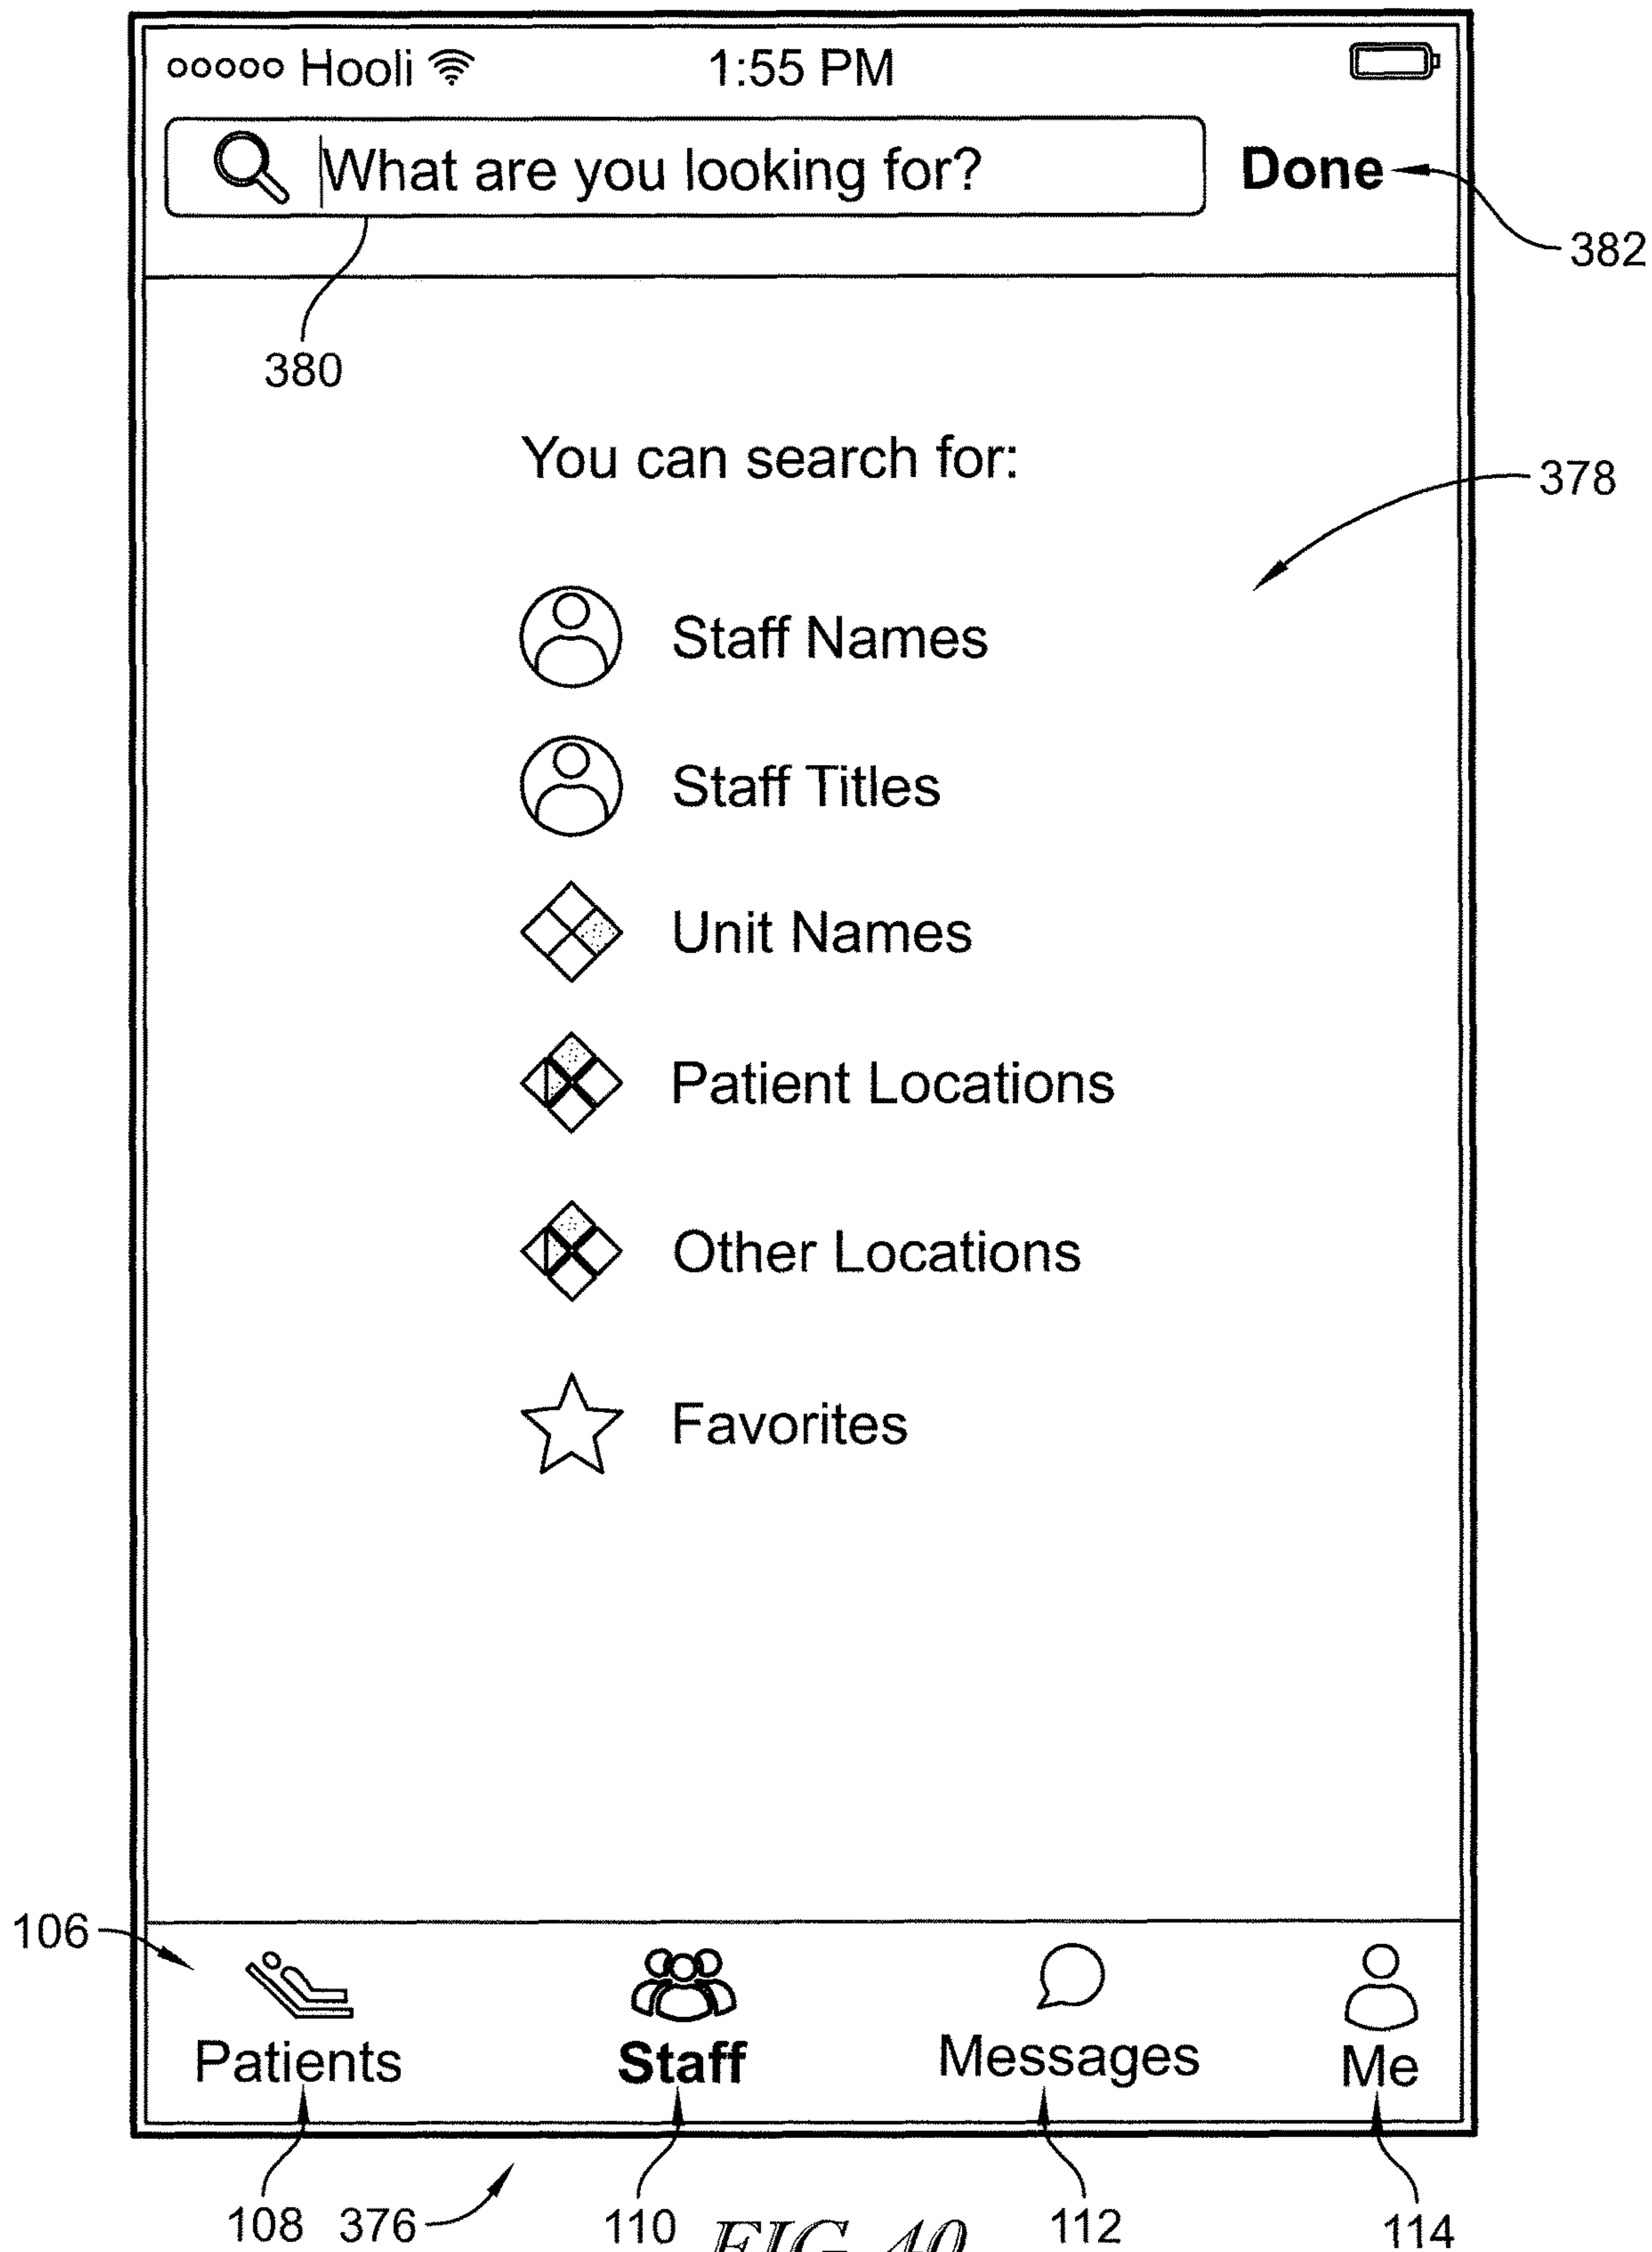 ooooo Hooli 1:55 PM
What are you looking for? Done
382
380
You can search for:
378
Staff Names
Staff Titles
Unit Names
Patient Locations
Other Locations
Favorites
106
Patients Staff Messages Me
108 376 110 FIG. 40 112 114